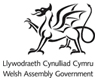 Llywodraeth Cynulliad Cymru
Welsh Assembly Government